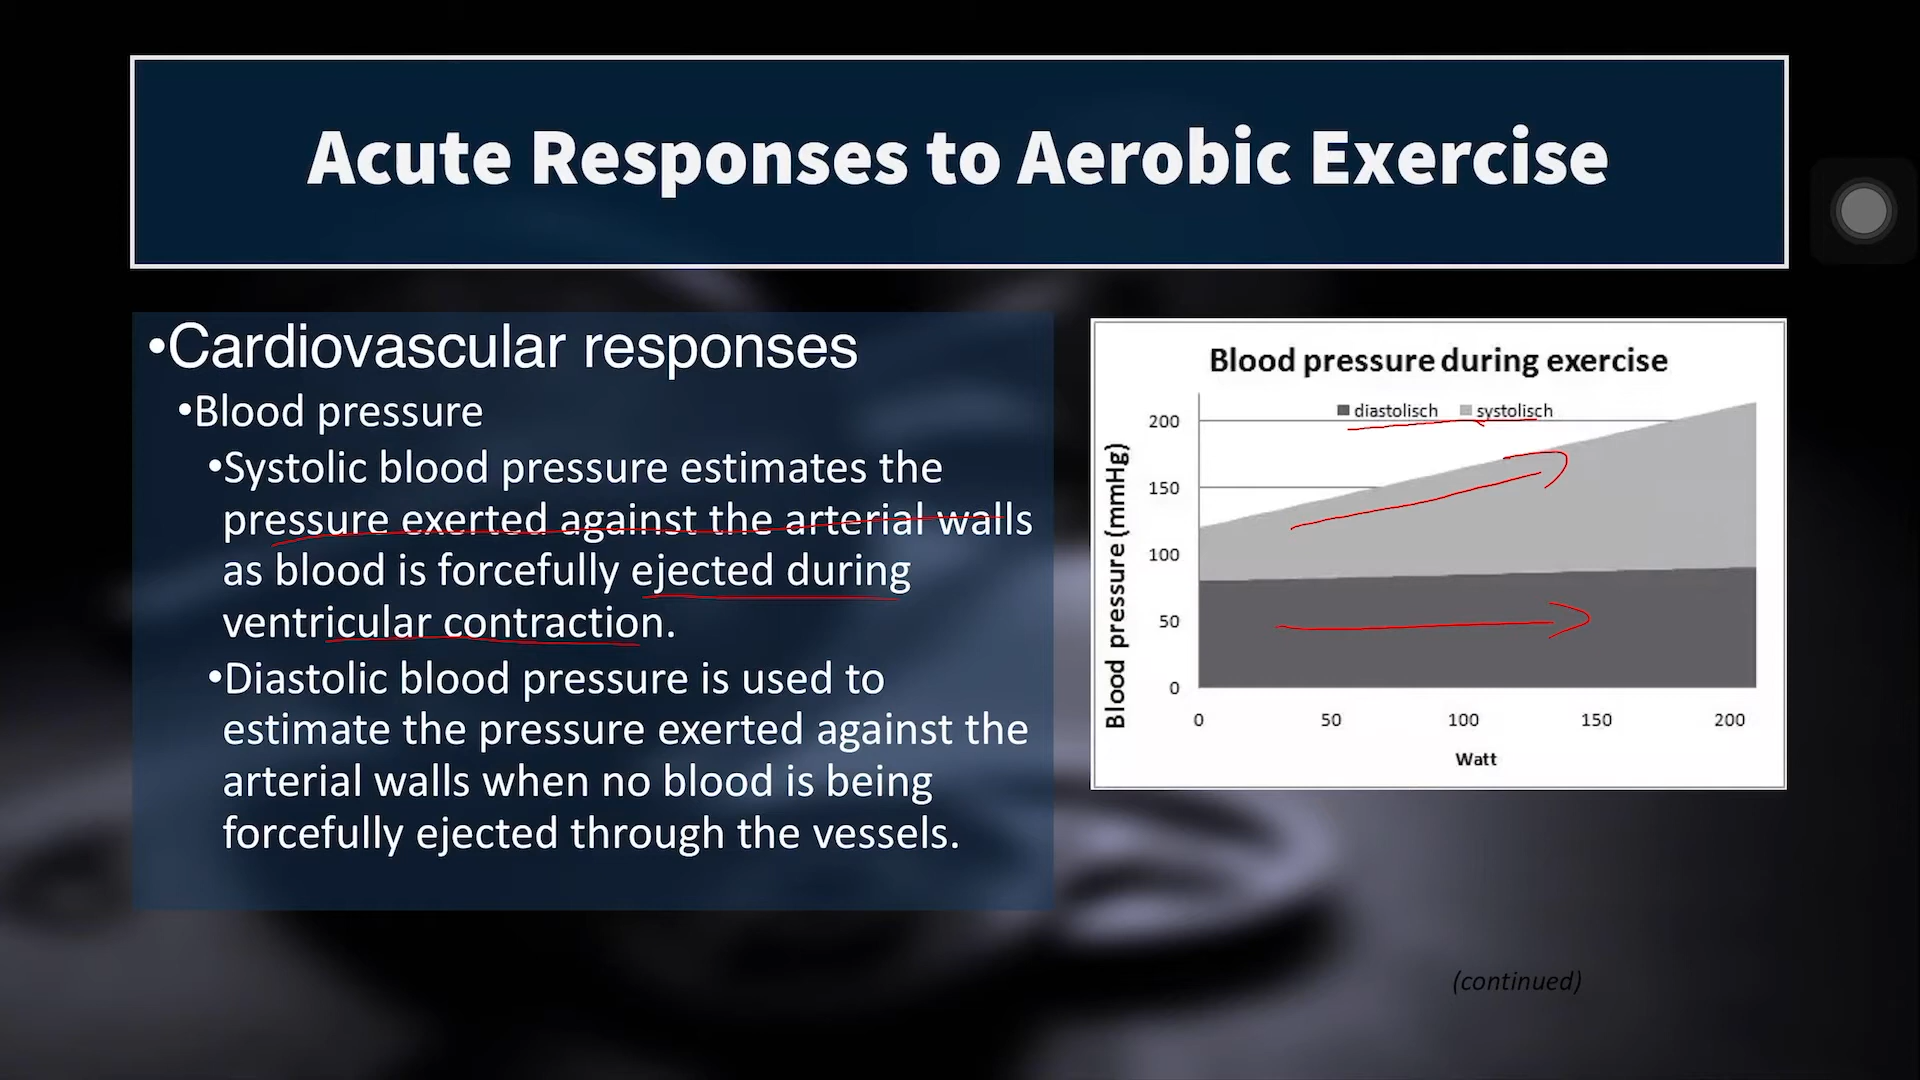 Acute Responses to Aerobic Exercise
•Cardiovascular responses
•Blood pressure
•Systolic blood pressure estimates the
pressure exerted against the arterial walls
as blood is forcefully ejected during
ventricular contraction.
•Diastolic blood pressure is used to
estimate the pressure exerted against the
arterial walls when no blood is being
forcefully ejected through the vessels.
Blood pressure during exercise
diastolisch systolisch
Blood pressure (mmHg)
200
150
100
50
0
0 50 100 150 200
Watt
(continued)